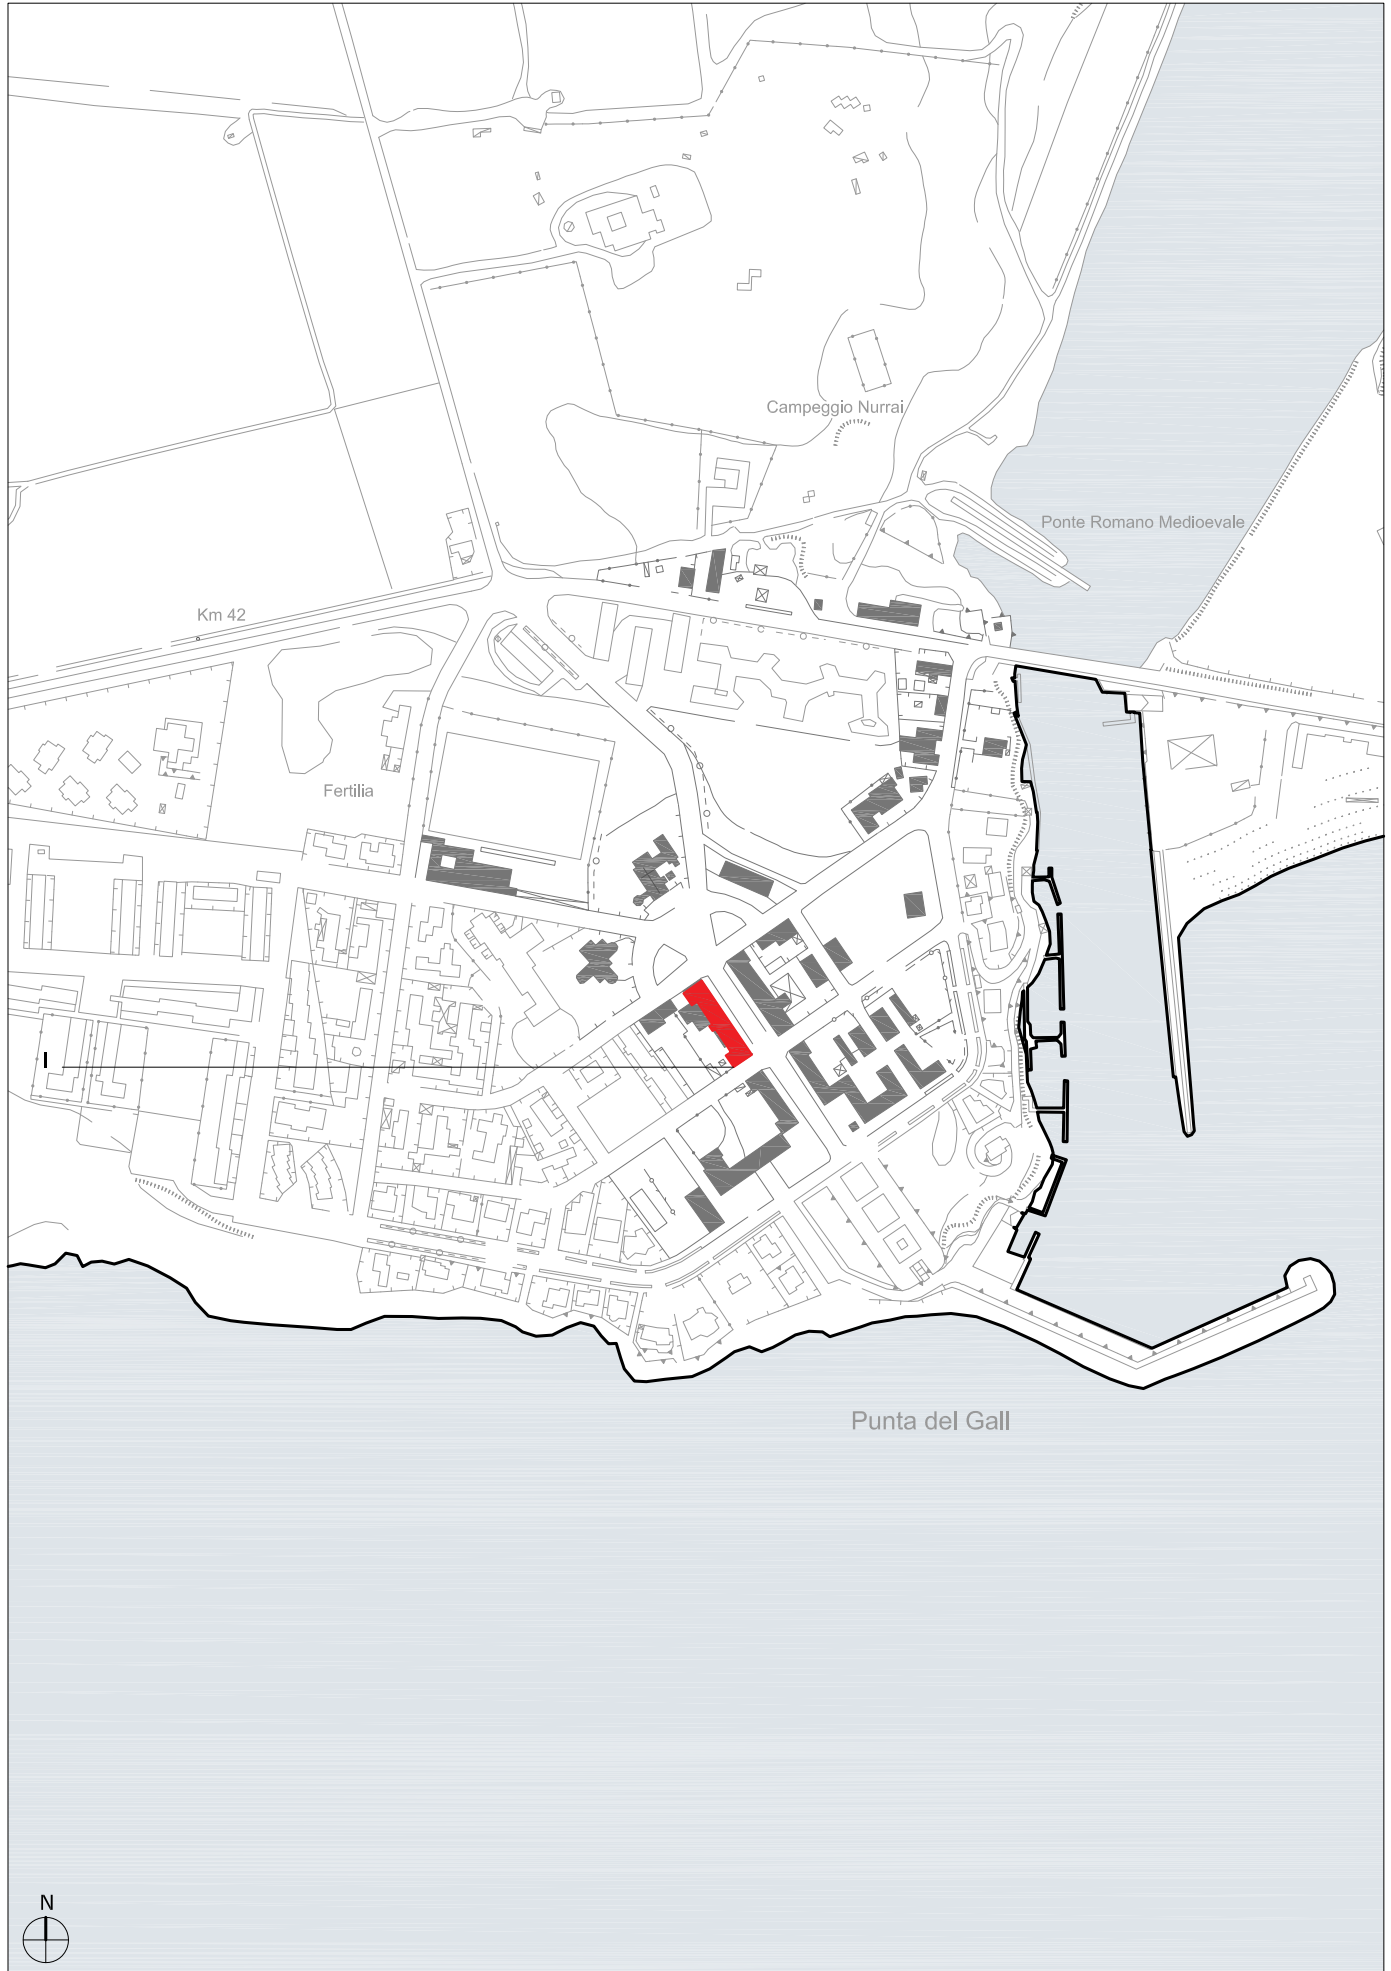 Campeggio Nurrai
Ponte Romano Medioevale
Km 42
Fertilia
I
Punta del Gall
N